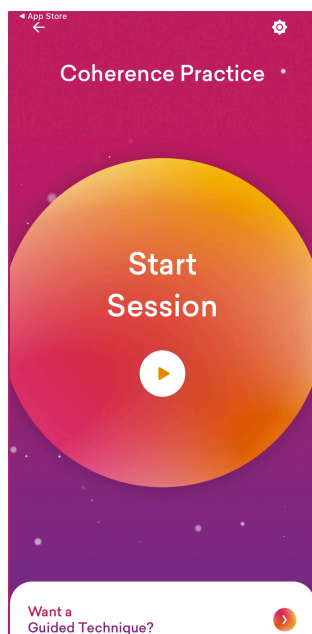 ◀ App Store
Coherence Practice
Start
Session
Want a
Guided Technique?